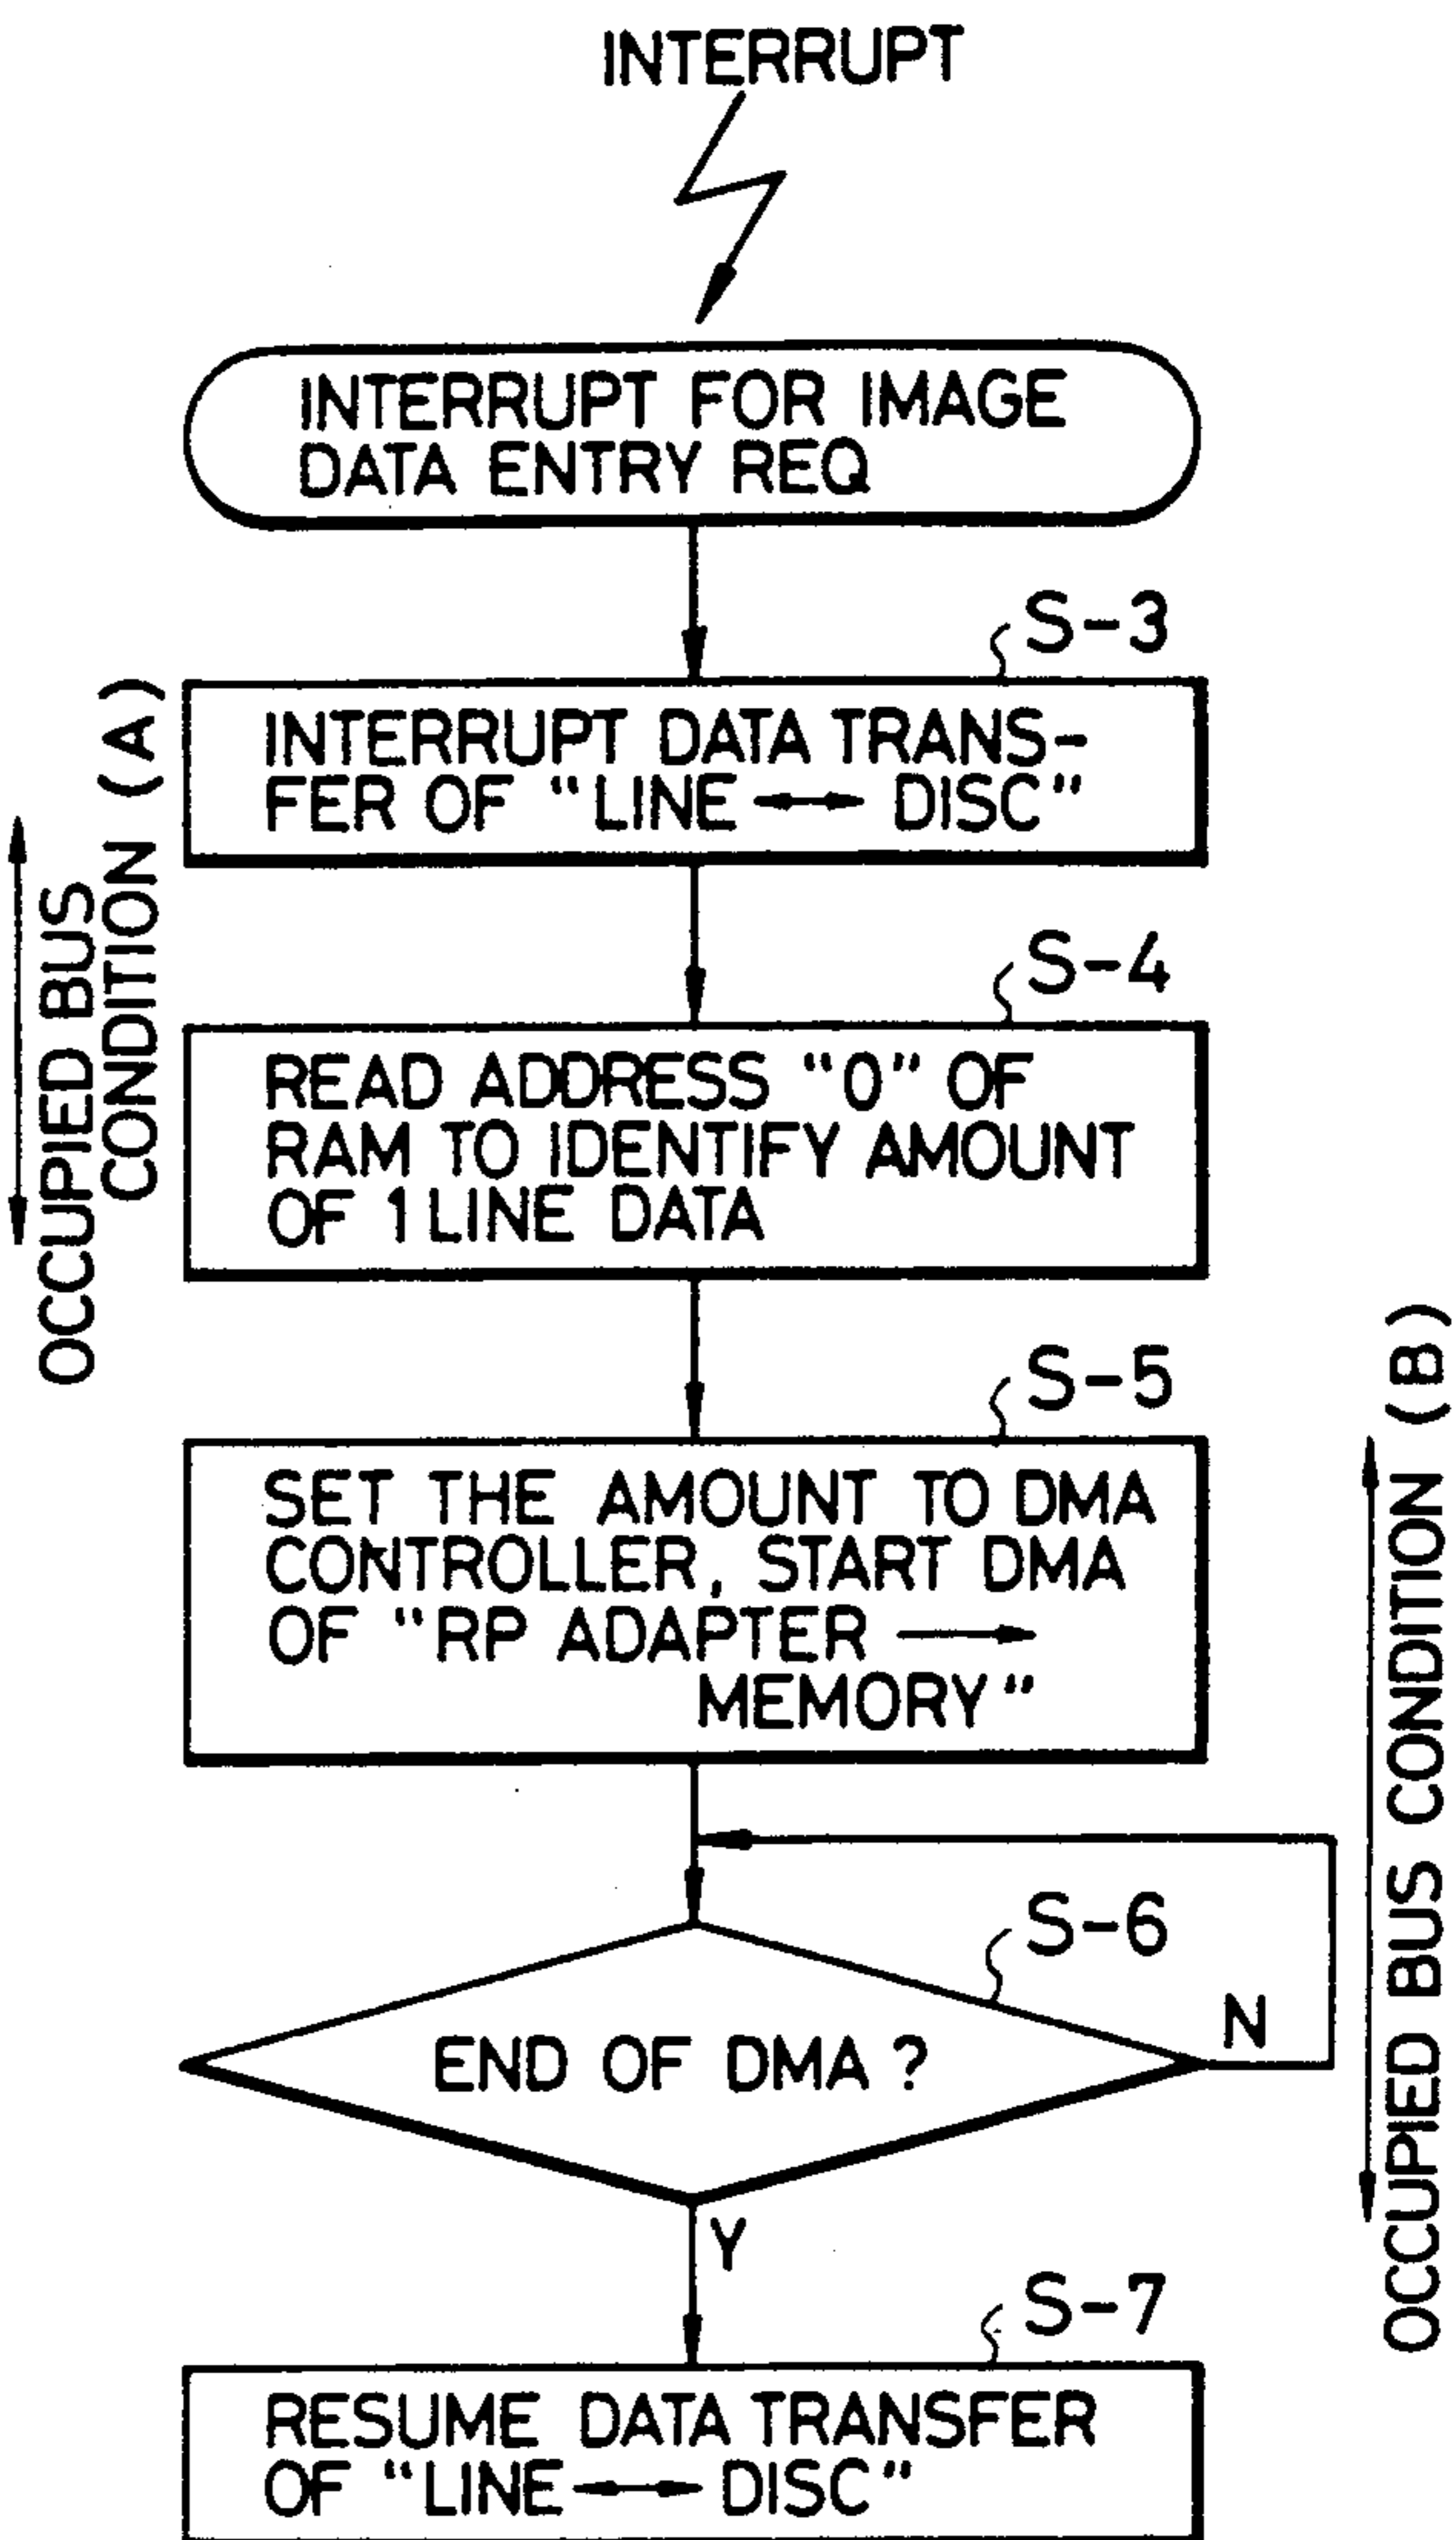 INTERRUPT
INTERRUPT FOR IMAGE
DATA ENTRY REQ
S-3
INTERRUPT DATA TRANS-
FER OF "LINE ↔ DISC"
OCCUPIED BUS
CONDITION (A)
S-4
READ ADDRESS "0" OF
RAM TO IDENTIFY AMOUNT
OF 1 LINE DATA
S-5
SET THE AMOUNT TO DMA
CONTROLLER, START DMA
OF "RP ADAPTER →
MEMORY"
OCCUPIED BUS CONDITION (B)
S-6
END OF DMA ?
N
Y
S-7
RESUME DATA TRANSFER
OF "LINE ↔ DISC"